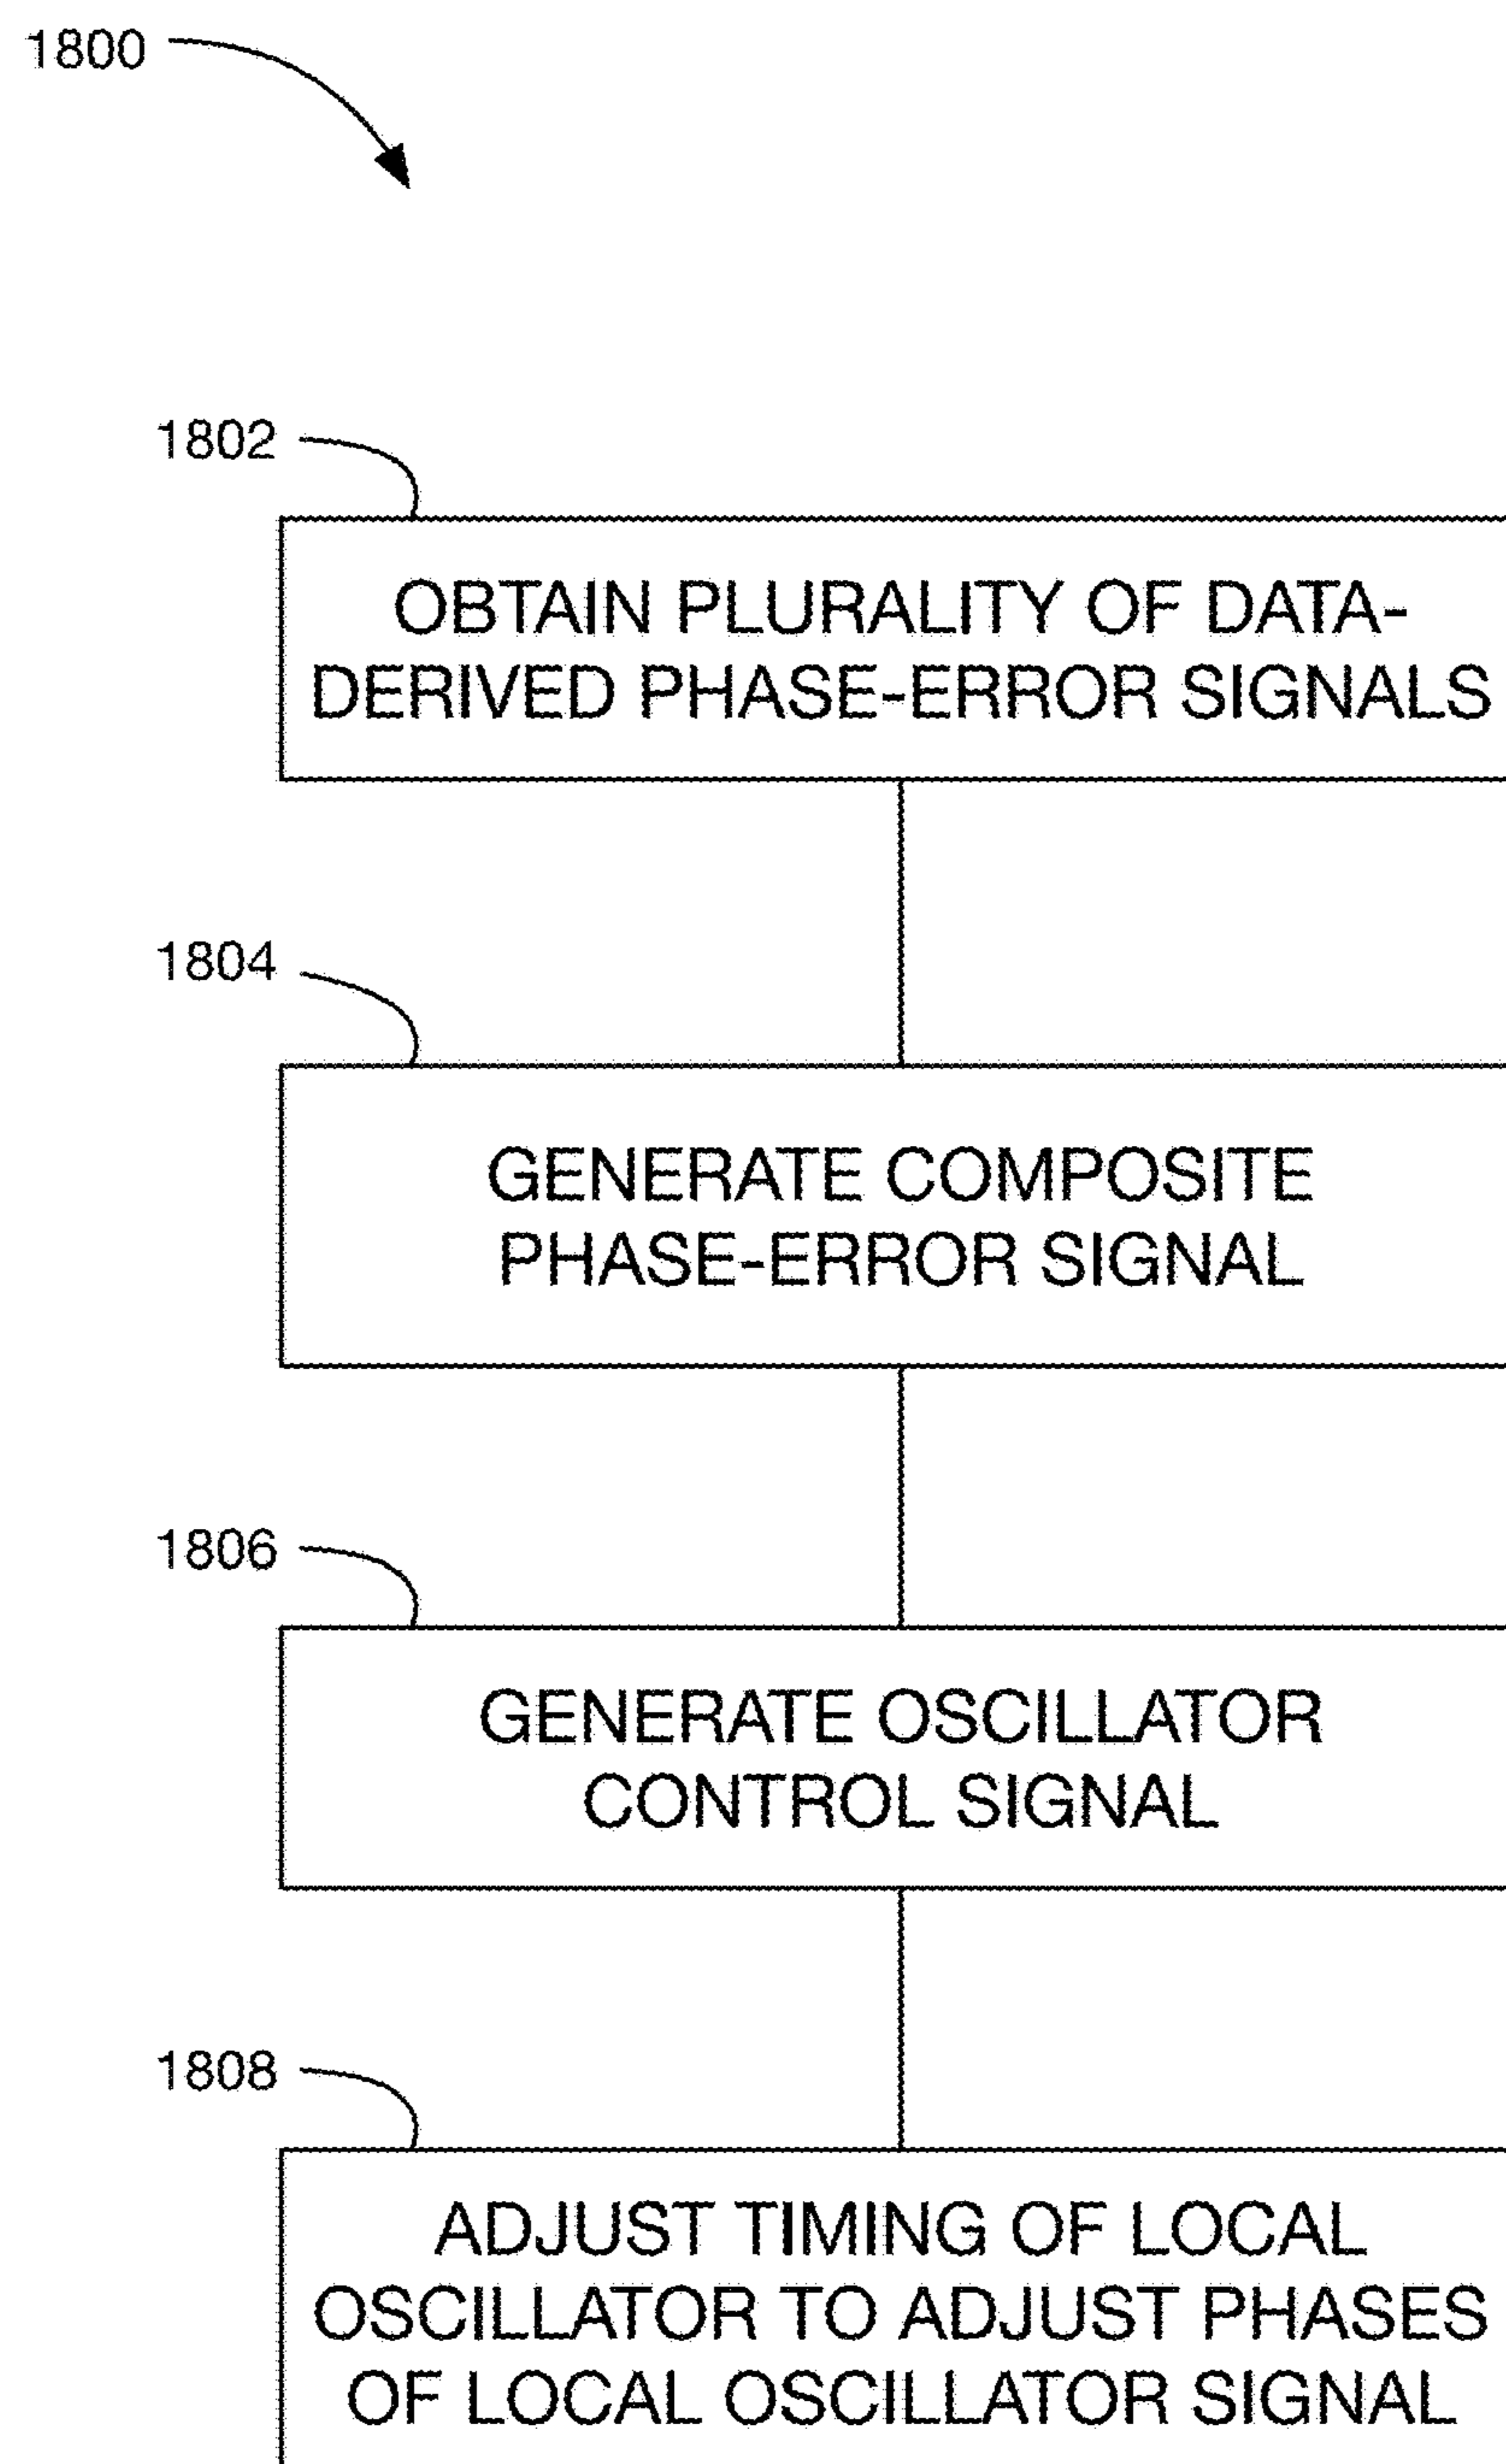 1800
1802
OBTAIN PLURALITY OF DATA-
DERIVED PHASE-ERROR SIGNALS
1804
GENERATE COMPOSITE
PHASE-ERROR SIGNAL
1806
GENERATE OSCILLATOR
CONTROL SIGNAL
1808
ADJUST TIMING OF LOCAL
OSCILLATOR TO ADJUST PHASES
OF LOCAL OSCILLATOR SIGNAL